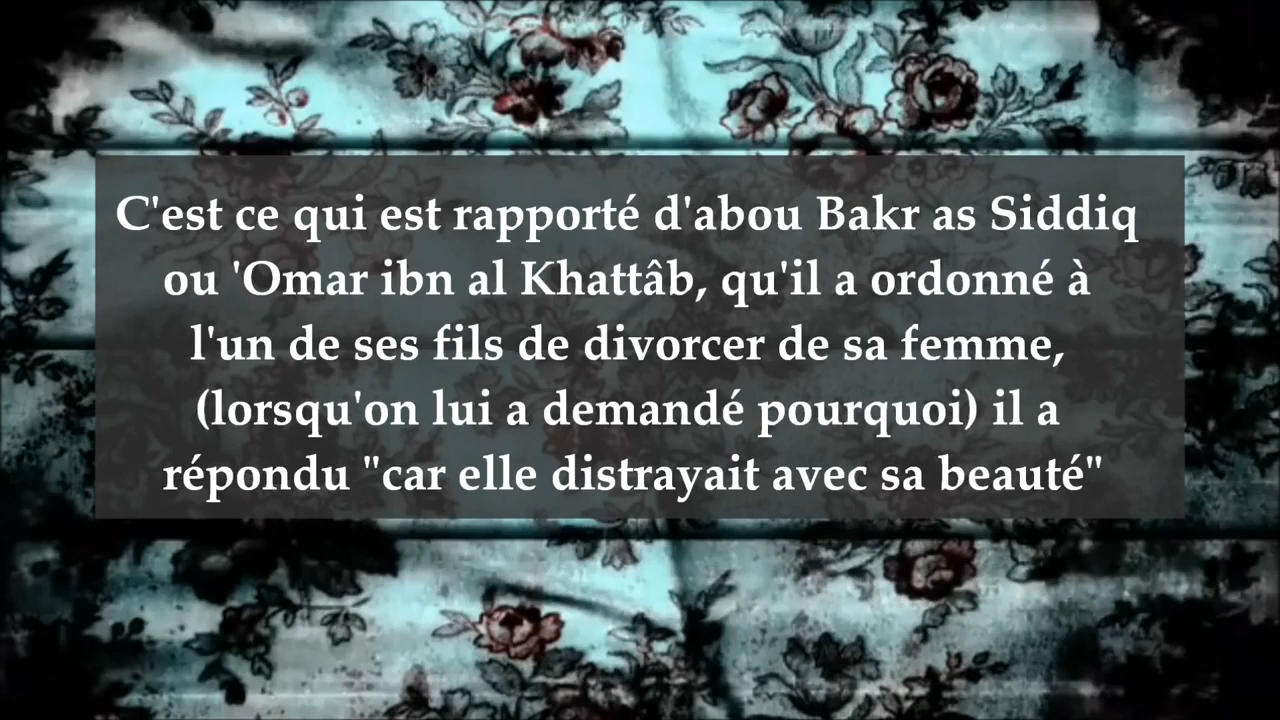 C'est ce qui est rapporté d'abou Bakr as Siddiq
ou 'Omar ibn al Khattâb, qu'il a ordonné à
l'un de ses fils de divorcer de sa femme,
(lorsqu'on lui a demandé pourquoi) il a
répondu "car elle distrayait avec sa beauté"